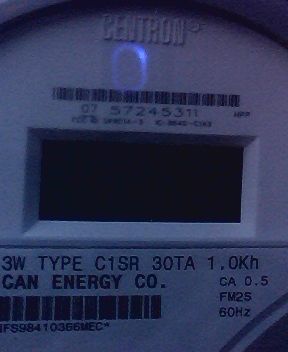 CENTRON®
07 57245311
3W TYPE C1SR 30TA 1.0Kh
CAN ENERGY CO. CA 0.5
FM2S
60Hz